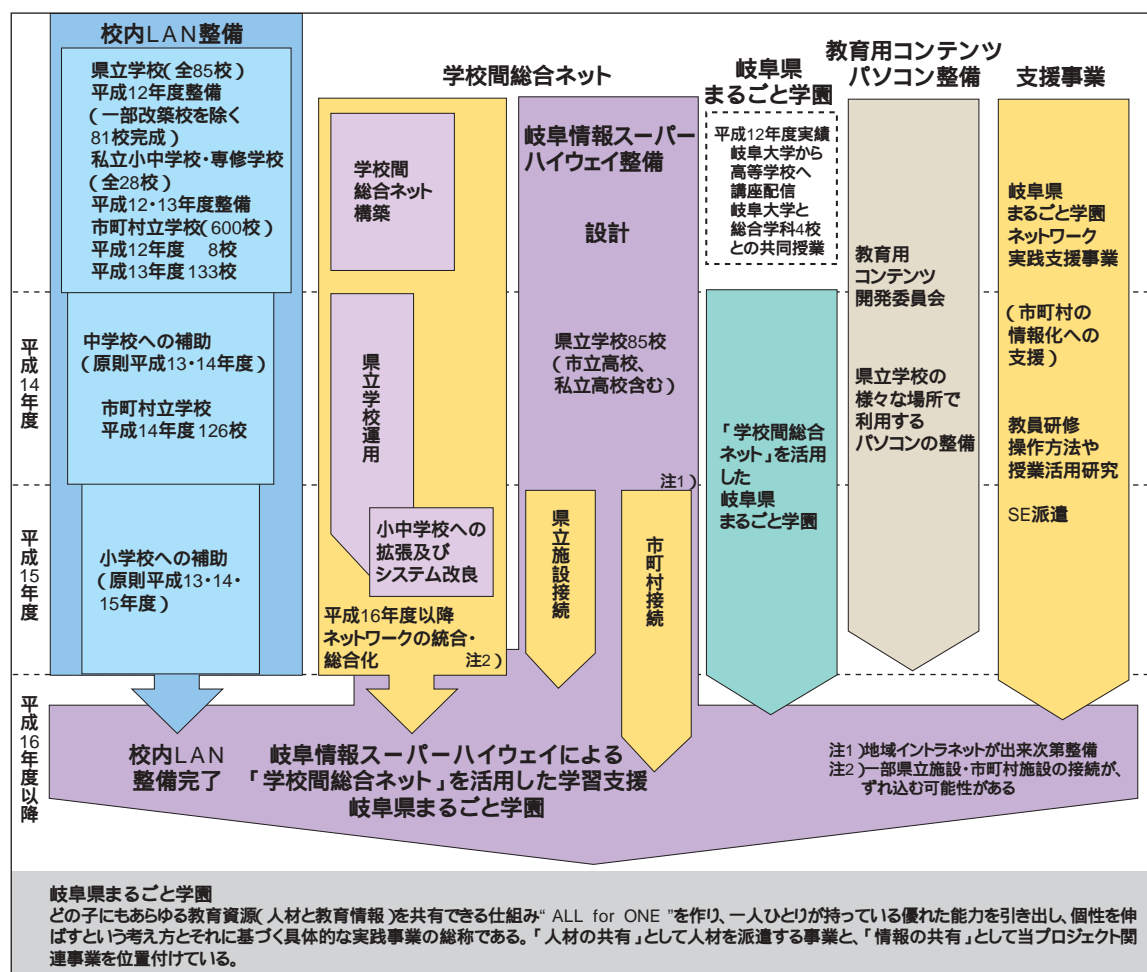 校内LAN整備
県立学校(全85校)
平成12年度整備
(一部改築校を除く
81校完成)
私立小中学校・専修学校
(全28校)
平成12・13年度整備
市町村立学校(600校)
平成12年度 8校
平成13年度 133校
中学校への補助
(原則平成13・14年度)
市町村立学校
平成14年度 126校
小学校への補助
(原則平成13・14・
15年度)
学校間総合ネット
学校間
総合ネット
構築
県立学校運用
小中学校への
拡張及び
システム改良
平成16年度以降
ネットワークの統合・
総合化
注2)
岐阜情報スーパー
ハイウェイ整備
設計
県立学校85校
(市立高校、
私立高校含む)
注1)
県立施設接続
市町村接続
岐阜県
まるごと学園
平成12年度実績
岐阜大学から
高等学校へ
講座配信
岐阜大学と
総合学科4校
との共同授業
「学校間総合
ネット」を活用
した
岐阜県
まるごと学園
教育用コンテンツ
パソコン整備
教育用
コンテンツ
開発委員会
県立学校の
様々な場所で
利用する
パソコンの整備
支援事業
岐阜県
まるごと学園
ネットワーク
実践支援事業
(市町村の
情報化への
支援)
教員研修
操作方法や
授業活用研究
SE派遣
平成14年度
平成15年度
平成16年度以降
校内LAN
整備完了
岐阜情報スーパーハイウェイによる
「学校間総合ネット」を活用した学習支援
岐阜県まるごと学園
注1)地域イントラネットが出来次第整備
注2)一部県立施設・市町村施設の接続が、
ずれ込む可能性がある
岐阜県まるごと学園
どの子にもあらゆる教育資源(人材と教育情報)を共有できる仕組み“ ALL for ONE ”を作り、一人ひとりが持っている優れた能力を引き出し、個性を伸
ばすという考え方とそれに基づく具体的な実践事業の総称である。「人材の共有」として人材を派遣する事業と、「情報の共有」として当プロジェクト関
連事業を位置付けている。